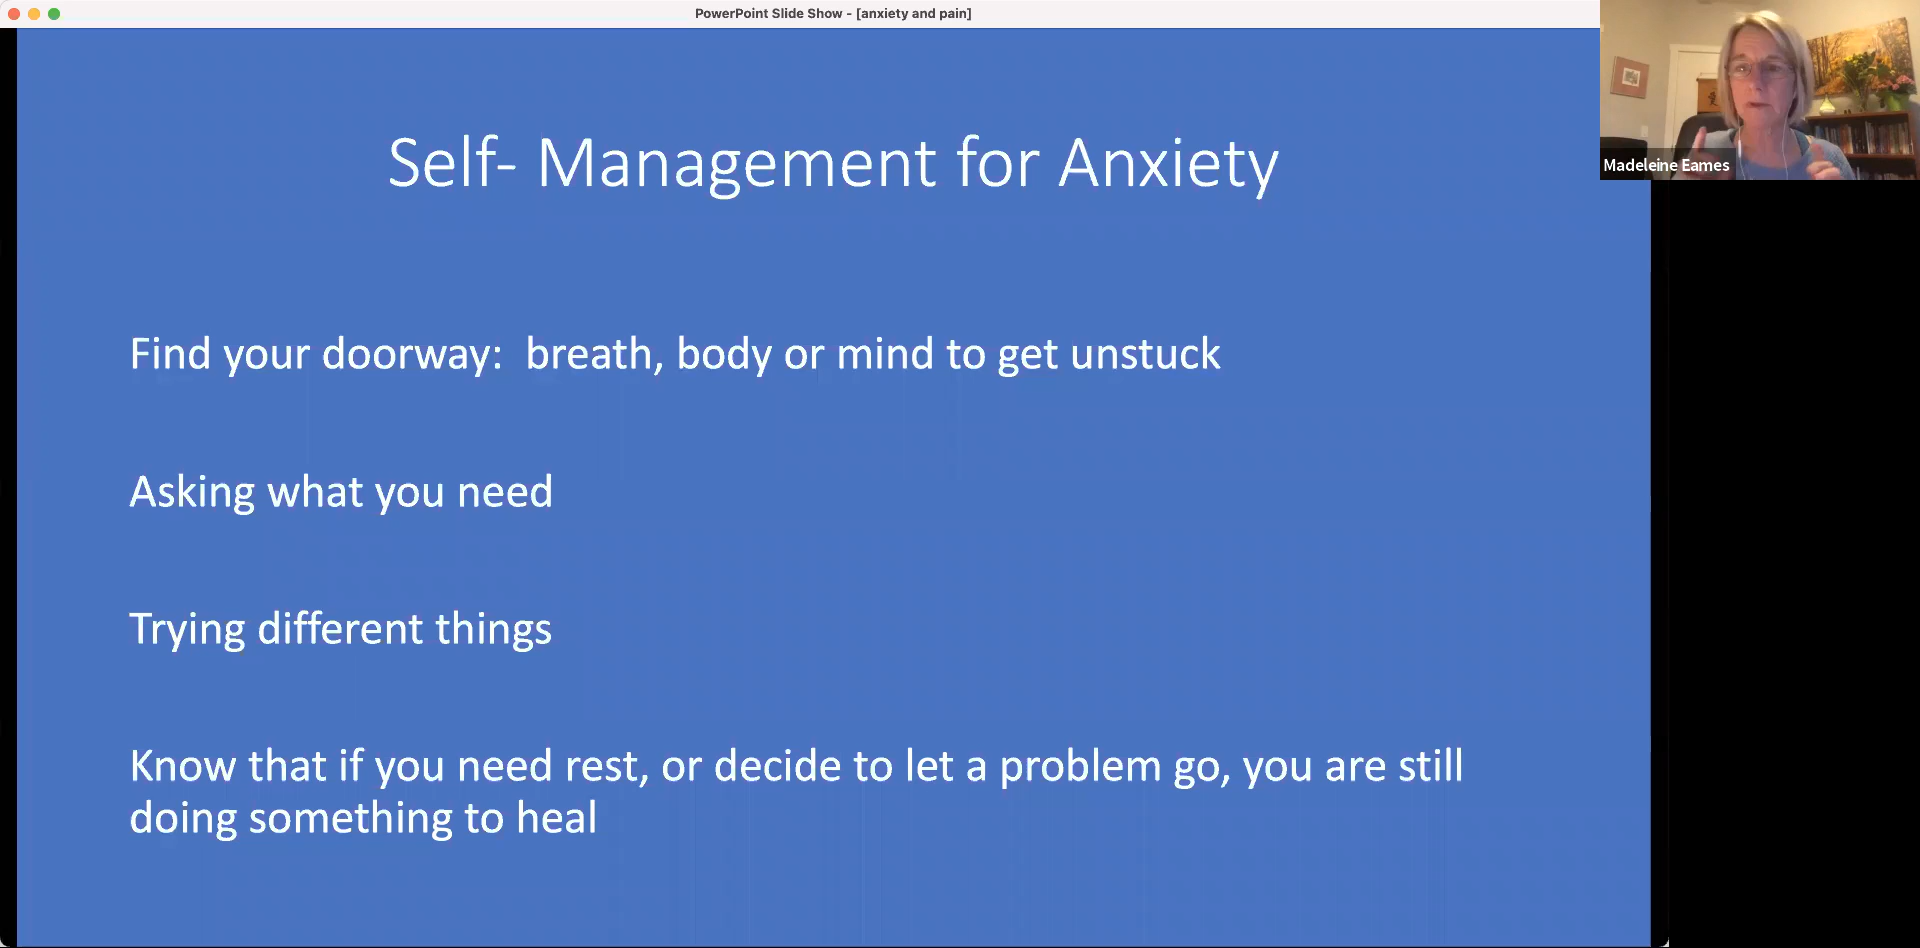 PowerPoint Slide Show - [anxiety and pain]
Self- Management for Anxiety
Madeleine Eames
Find your doorway:  breath, body or mind to get unstuck
Asking what you need
Trying different things
Know that if you need rest, or decide to let a problem go, you are still
doing something to heal